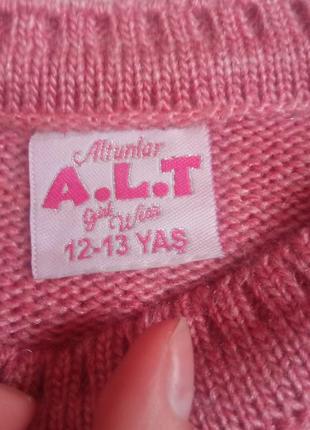 Altunlar
A.L.T
Girl Wear
12-13 YAŞ